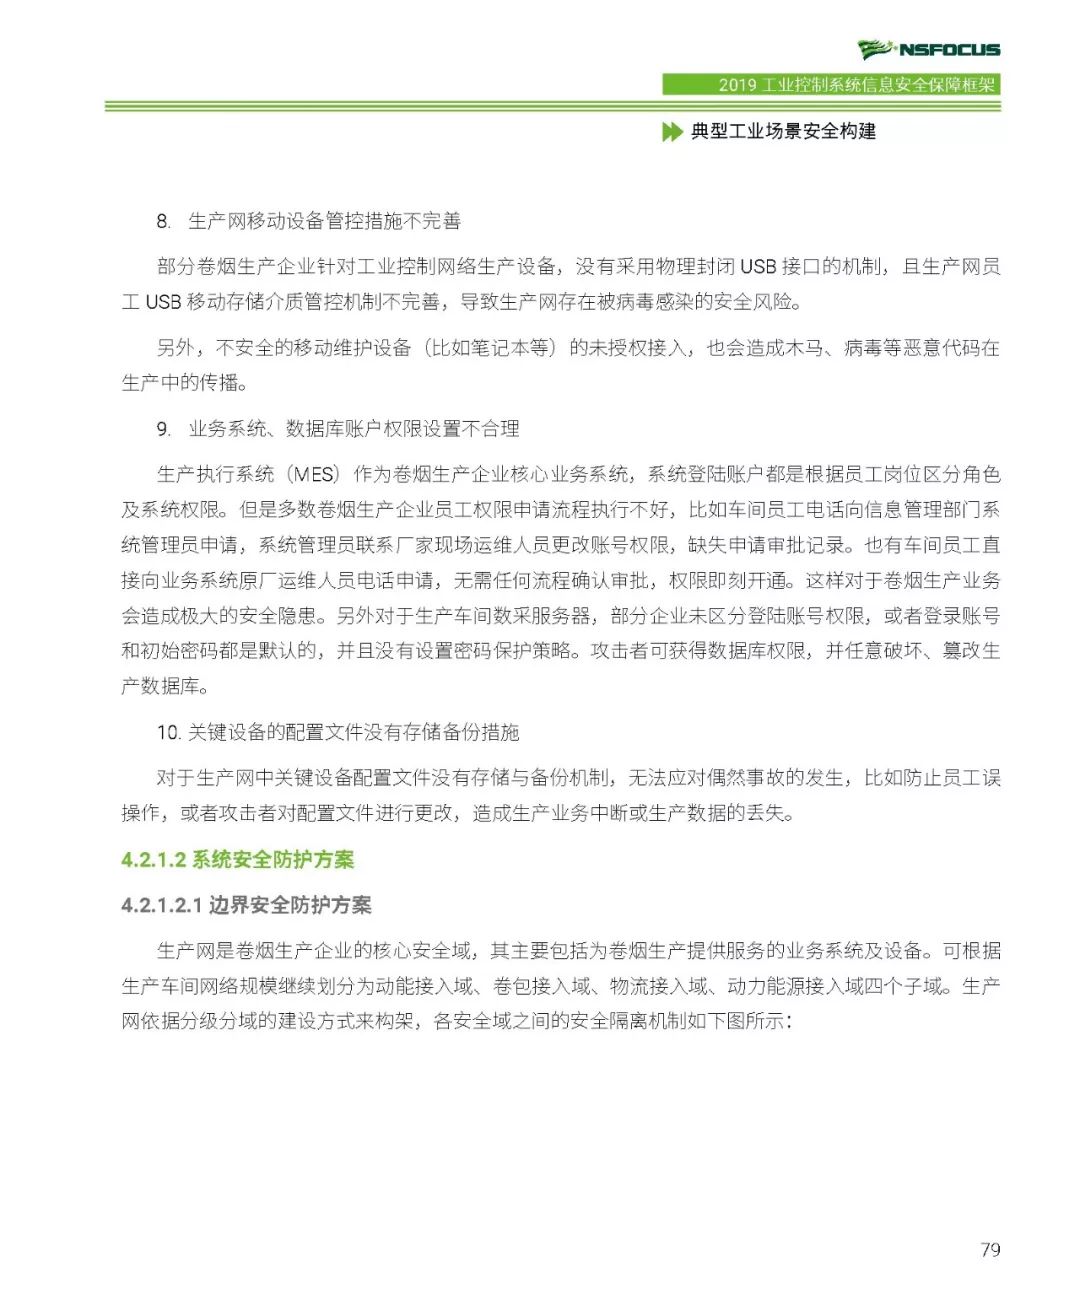 NSFOCUS
2019 工业控制系统信息安全保障框架
典型工业场景安全构建
8. 生产网移动设备管控措施不完善
部分卷烟生产企业针对工业控制网络生产设备，没有采用物理封闭 USB 接口的机制，且生产网员
工 USB 移动存储介质管控机制不完善，导致生产网存在被病毒感染的安全风险。
另外，不安全的移动维护设备（比如笔记本等）的未授权接入，也会造成木马、病毒等恶意代码在
生产中的传播。
9. 业务系统、数据库账户权限设置不合理
生产执行系统（MES）作为卷烟生产企业核心业务系统，系统登陆账户都是根据员工岗位区分角色
及系统权限。但是多数卷烟生产企业员工权限申请流程执行不好，比如车间员工电话向信息管理部门系
统管理员申请，系统管理员联系厂家现场运维人员更改账号权限，缺失申请审批记录。也有车间员工直
接向业务系统原厂运维人员电话申请，无需任何流程确认审批，权限即刻开通。这样对于卷烟生产业务
会造成极大的安全隐患。另外对于生产车间数采服务器，部分企业未区分登陆账号权限，或者登录账号
和初始密码都是默认的，并且没有设置密码保护策略。攻击者可获得数据库权限，并任意破坏、篡改生
产数据库。
10. 关键设备的配置文件没有存储备份措施
对于生产网中关键设备配置文件没有存储与备份机制，无法应对偶然事故的发生，比如防止员工误
操作，或者攻击者对配置文件进行更改，造成生产业务中断或生产数据的丢失。
4.2.1.2 系统安全防护方案
4.2.1.2.1 边界安全防护方案
生产网是卷烟生产企业的核心安全域，其主要包括为卷烟生产提供服务的业务系统及设备。可根据
生产车间网络规模继续划分为动能接入域、卷包接入域、物流接入域、动力能源接入域四个子域。生产
网依据分级分域的建设方式来构架，各安全域之间的安全隔离机制如下图所示：
79